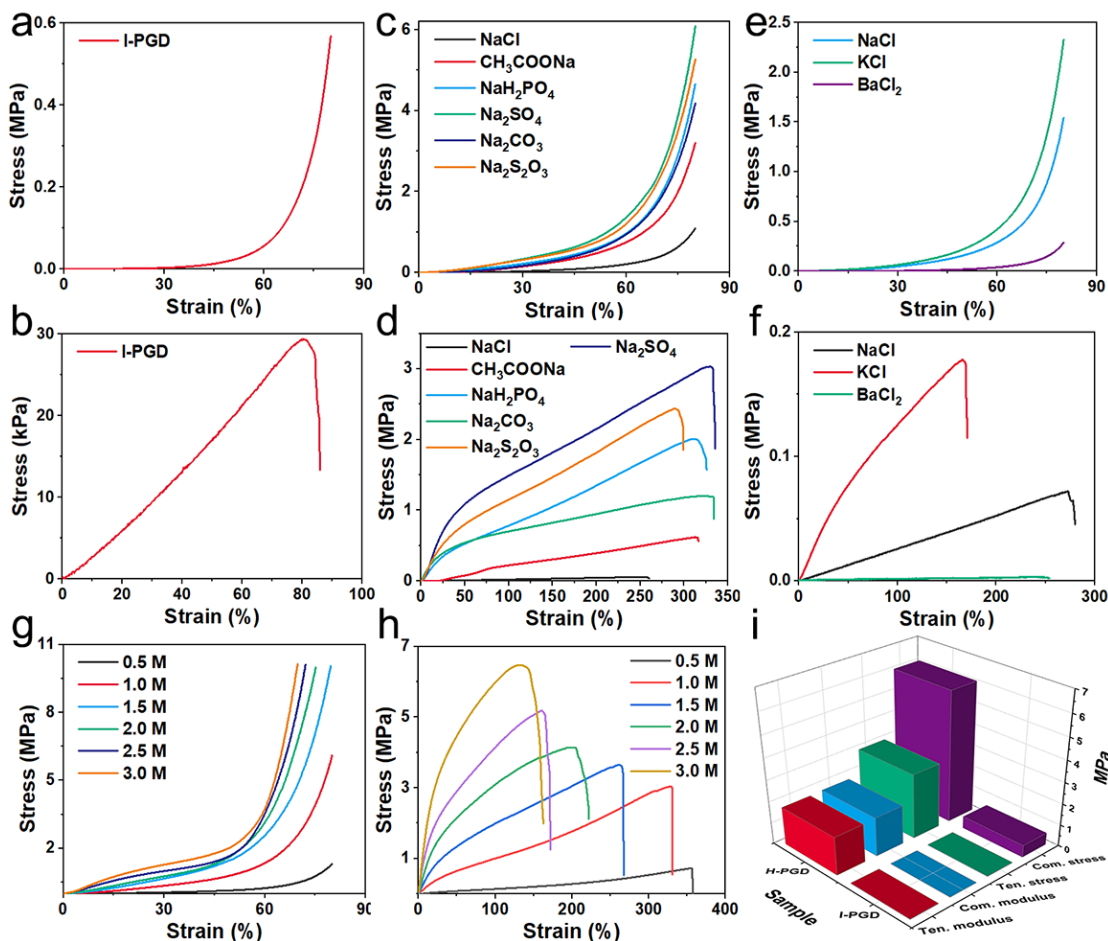 a
I-PGD
0.6
0.4
0.2
0.0
0 30 60 90
Stress (MPa)
Strain (%)
c
NaCl
CH₃COONa
NaH₂PO₄
Na₂SO₄
Na₂CO₃
Na₂S₂O₃
6
4
2
0
0 30 60 90
Stress (MPa)
Strain (%)
e
NaCl
KCl
BaCl₂
2.5
2.0
1.5
1.0
0.5
0.0
0 30 60 90
Stress (MPa)
Strain (%)
b
I-PGD
30
20
10
0
0 20 40 60 80 100
Stress (kPa)
Strain (%)
d
NaCl Na₂SO₄
CH₃COONa
NaH₂PO₄
Na₂CO₃
Na₂S₂O₃
3
2
1
0
0 50 100 150 200 250 300 350
Stress (MPa)
Strain (%)
f
NaCl
KCl
BaCl₂
0.2
0.1
0.0
0 100 200 300
Stress (MPa)
Strain (%)
g
0.5 M
1.0 M
1.5 M
2.0 M
2.5 M
3.0 M
11
8
5
2
0 30 60 90
Stress (MPa)
Strain (%)
h
0.5 M
1.0 M
1.5 M
2.0 M
2.5 M
3.0 M
7
5
3
1
0 100 200 300 400
Stress (MPa)
Strain (%)
i
7
6
5
4
3
2
1
0
MPa
H-PGD
I-PGD
Sample
Com. stress
Ten. stress
Com. modulus
Ten. modulus